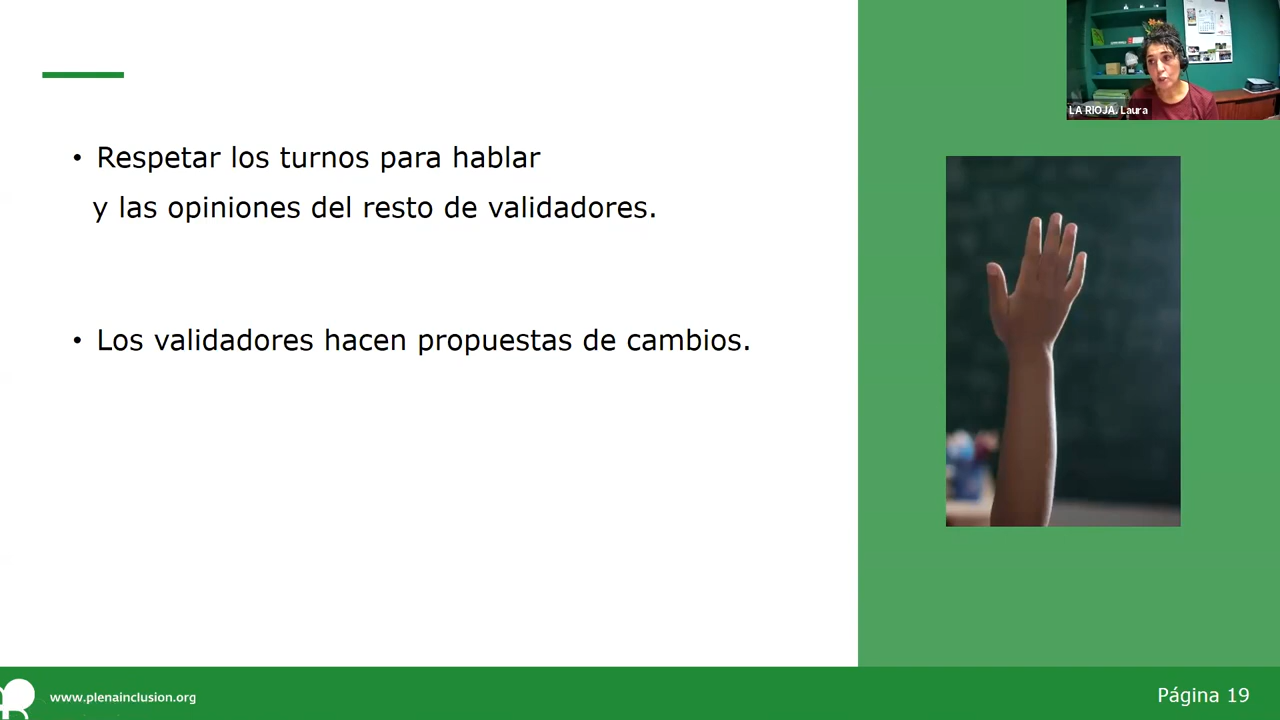 LA RIOJA, Laura
• Respetar los turnos para hablar
y las opiniones del resto de validadores.
• Los validadores hacen propuestas de cambios.
www.plenainclusion.org
Página 19